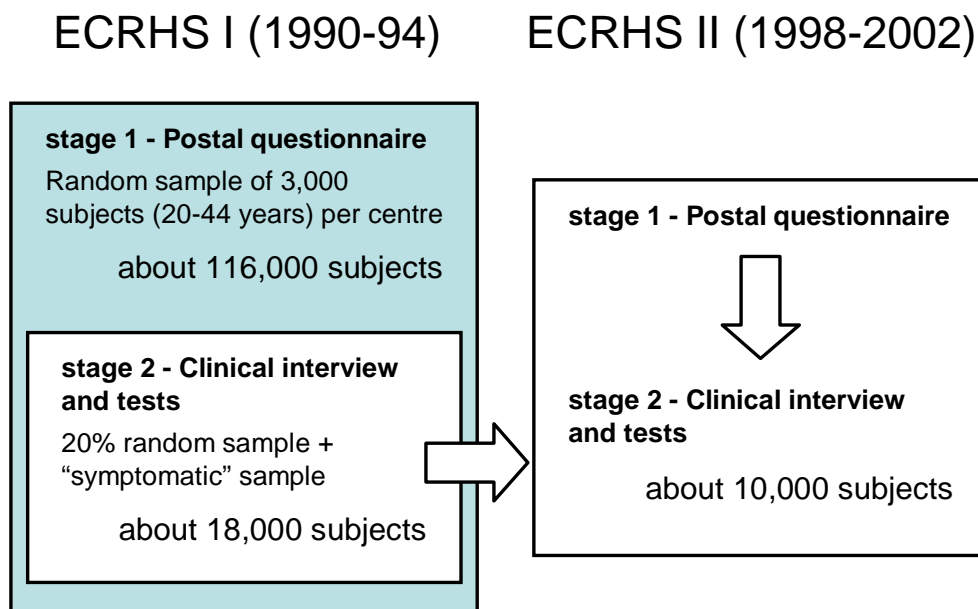 ECRHS I (1990-94)
ECRHS II (1998-2002)
stage 1 - Postal questionnaire
Random sample of 3,000
subjects (20-44 years) per centre
about 116,000 subjects
stage 2 - Clinical interview
and tests
20% random sample +
“symptomatic” sample
about 18,000 subjects
stage 1 - Postal questionnaire
stage 2 - Clinical interview
and tests
about 10,000 subjects